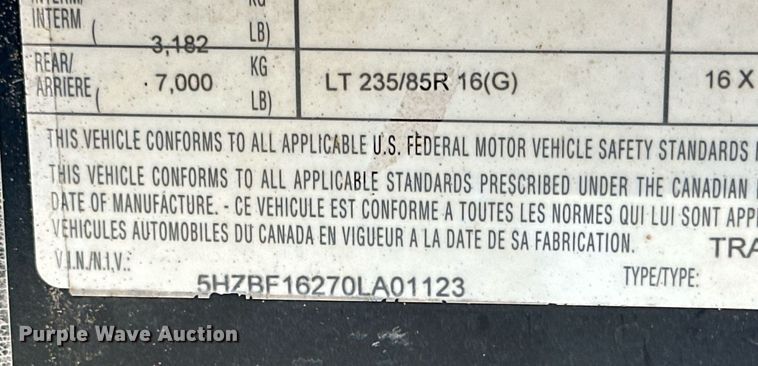 INTERM ( LB)
3,182
REAR/ KG
ARRIERE ( 7,000 LB) LT 235/85R 16(G) 16 X
THIS VEHICLE CONFORMS TO ALL APPLICABLE U.S. FEDERAL MOTOR VEHICLE SAFETY STANDARDS
THIS VEHICLE CONFORMS TO ALL APPLICABLE STANDARDS PRESCRIBED UNDER THE CANADIAN
DATE OF MANUFACTURE. - CE VEHICULE EST CONFORME A TOUTES LES NORMES QUI LUI SONT APP
VEHICULES AUTOMOBILES DU CANADA EN VIGUEUR A LA DATE DE SA FABRICATION. TRA
V.I.N./N.I.V.: TYPE/TYPE:
5HZBF16270LA01123
Purple Wave Auction